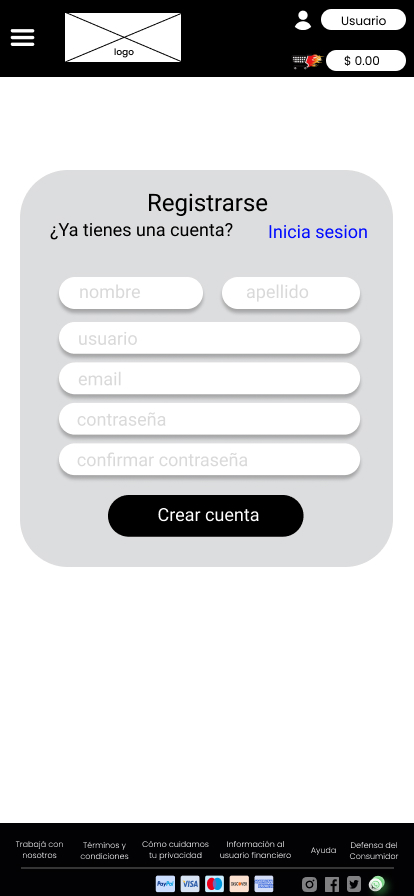 logo
Usuario
$ 0.00
Registrarse
¿Ya tienes una cuenta? Inicia sesion
nombre apellido
usuario
email
contraseña
confirmar contraseña
Crear cuenta
Trabajá con nosotros
Términos y condiciones
Cómo cuidamos tu privacidad
Información al usuario financiero
Ayuda
Defensa del Consumidor
PayPal VISA DISCOVER